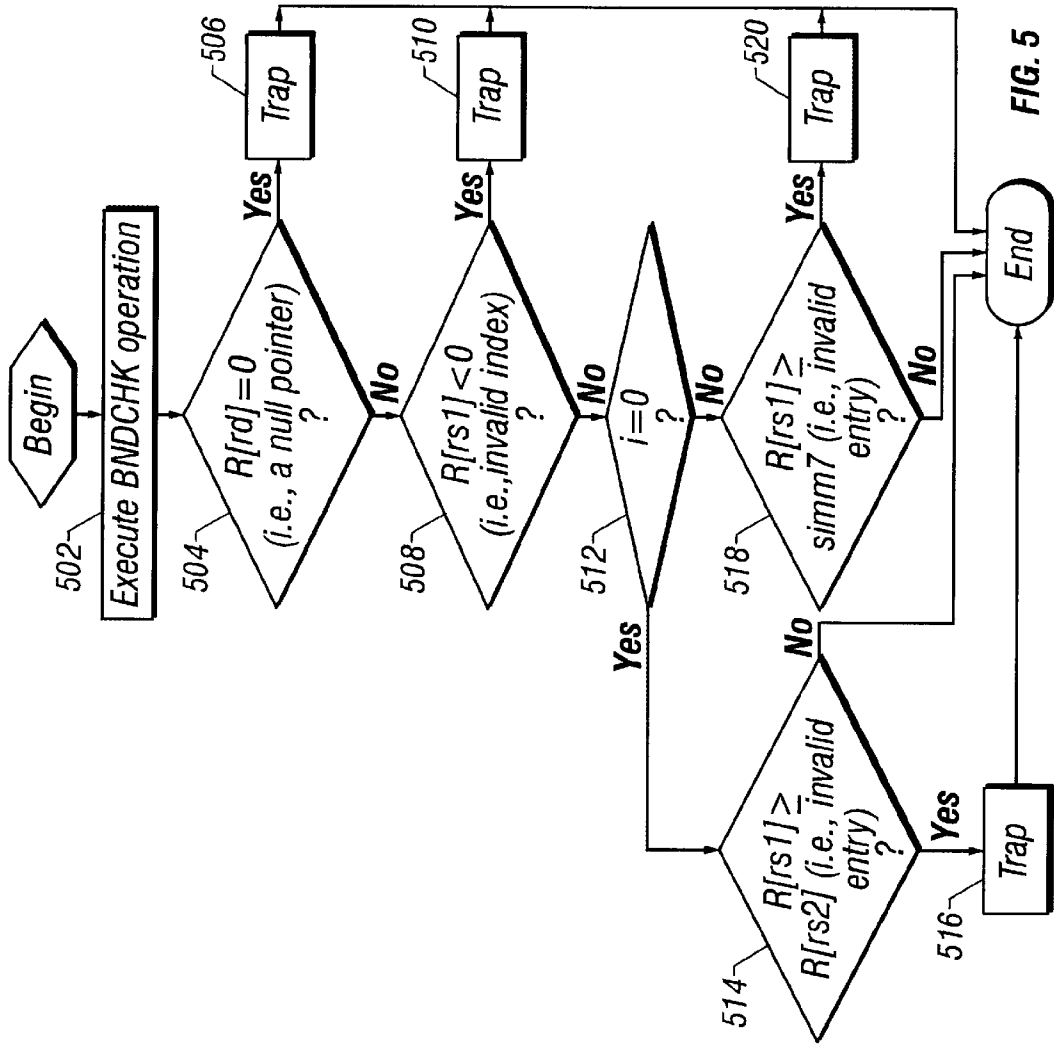 Begin
502
Execute BNDCHK operation
504
R[rd]=0
(i.e., a null pointer)
?
Yes
506
Trap
No
508
R[rs1]<0
(i.e.,invalid index)
?
Yes
510
Trap
No
512
i=0
?
Yes
No
514
R[rs1]≥
R[rs2] (i.e., invalid
entry)
?
No
Yes
516
Trap
518
R[rs1]≥
simm7 (i.e., invalid
entry)
?
Yes
520
Trap
No
End
FIG. 5